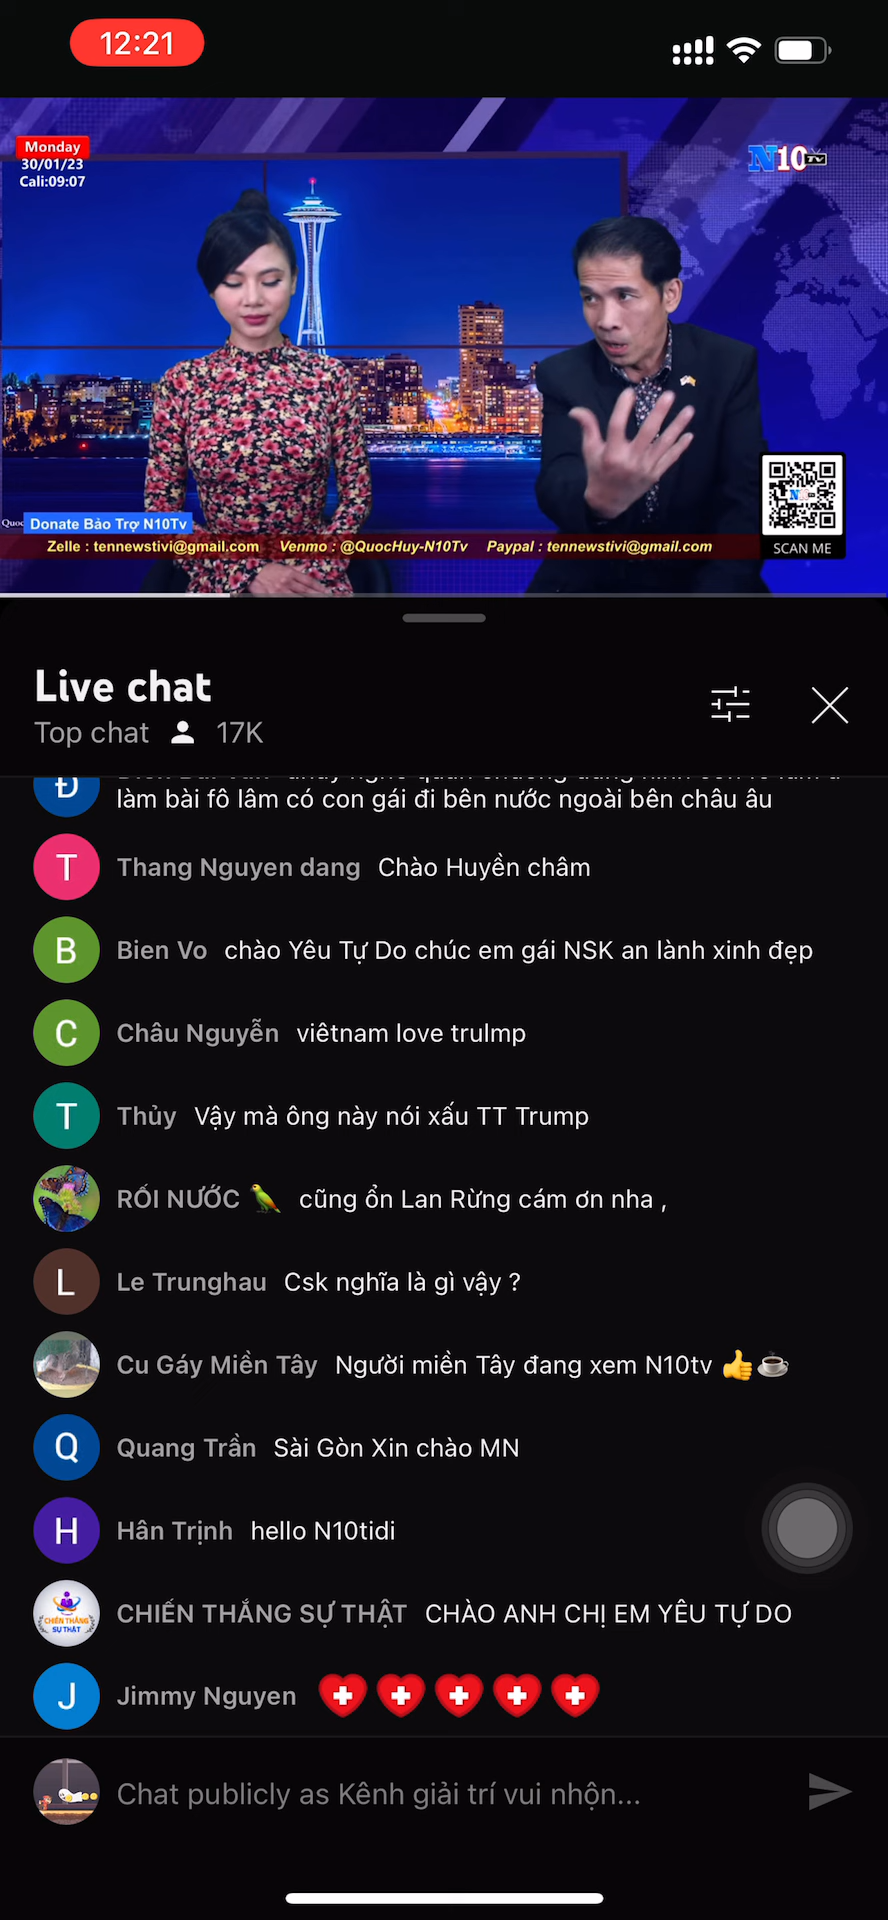 12:21
Monday
30/01/23
Cali:09:07
N10 TV
Quoc
Donate Bảo Trợ N10Tv
Zelle : tennewstivi@gmail.com Venmo : @QuocHuy-N10Tv Paypal : tennewstivi@gmail.com
SCAN ME
Live chat
Top chat 17K
Đ
làm bài fô lâm có con gái đi bên nước ngoài bên châu âu
T Thang Nguyen dang Chào Huyền châm
B Bien Vo chào Yêu Tự Do chúc em gái NSK an lành xinh đẹp
C Châu Nguyễn viêtnam love trulmp
T Thủy Vậy mà ông này nói xấu TT Trump
RỐI NƯỚC 🦜 cũng ổn Lan Rừng cám ơn nha ,
L Le Trunghau Csk nghĩa là gì vậy ?
Cu Gáy Miền Tây Người miền Tây đang xem N10tv 👍☕
Q Quang Trần Sài Gòn Xin chào MN
H Hân Trịnh hello N10tidi
CHIẾN THẮNG SỰ THẬT CHIẾN THẮNG SỰ THẬT CHÀO ANH CHỊ EM YÊU TỰ DO
J Jimmy Nguyen
Chat publicly as Kênh giải trí vui nhộn...